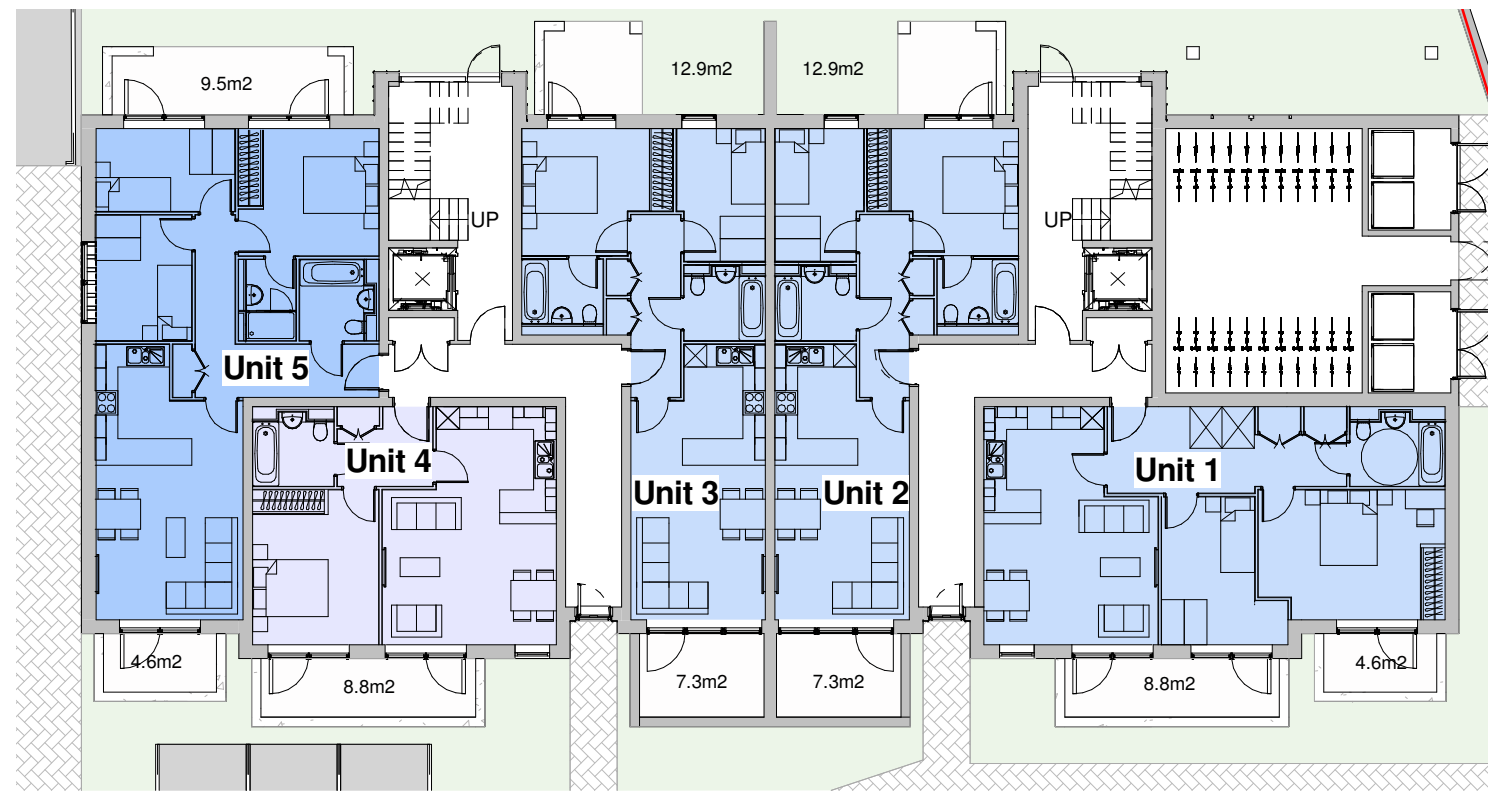 9.5m2
12.9m2
12.9m2
UP
UP
Unit 5
Unit 4
Unit 1
Unit 3
Unit 2
4.6m2
8.8m2
7.3m2
7.3m2
8.8m2
4.6m2